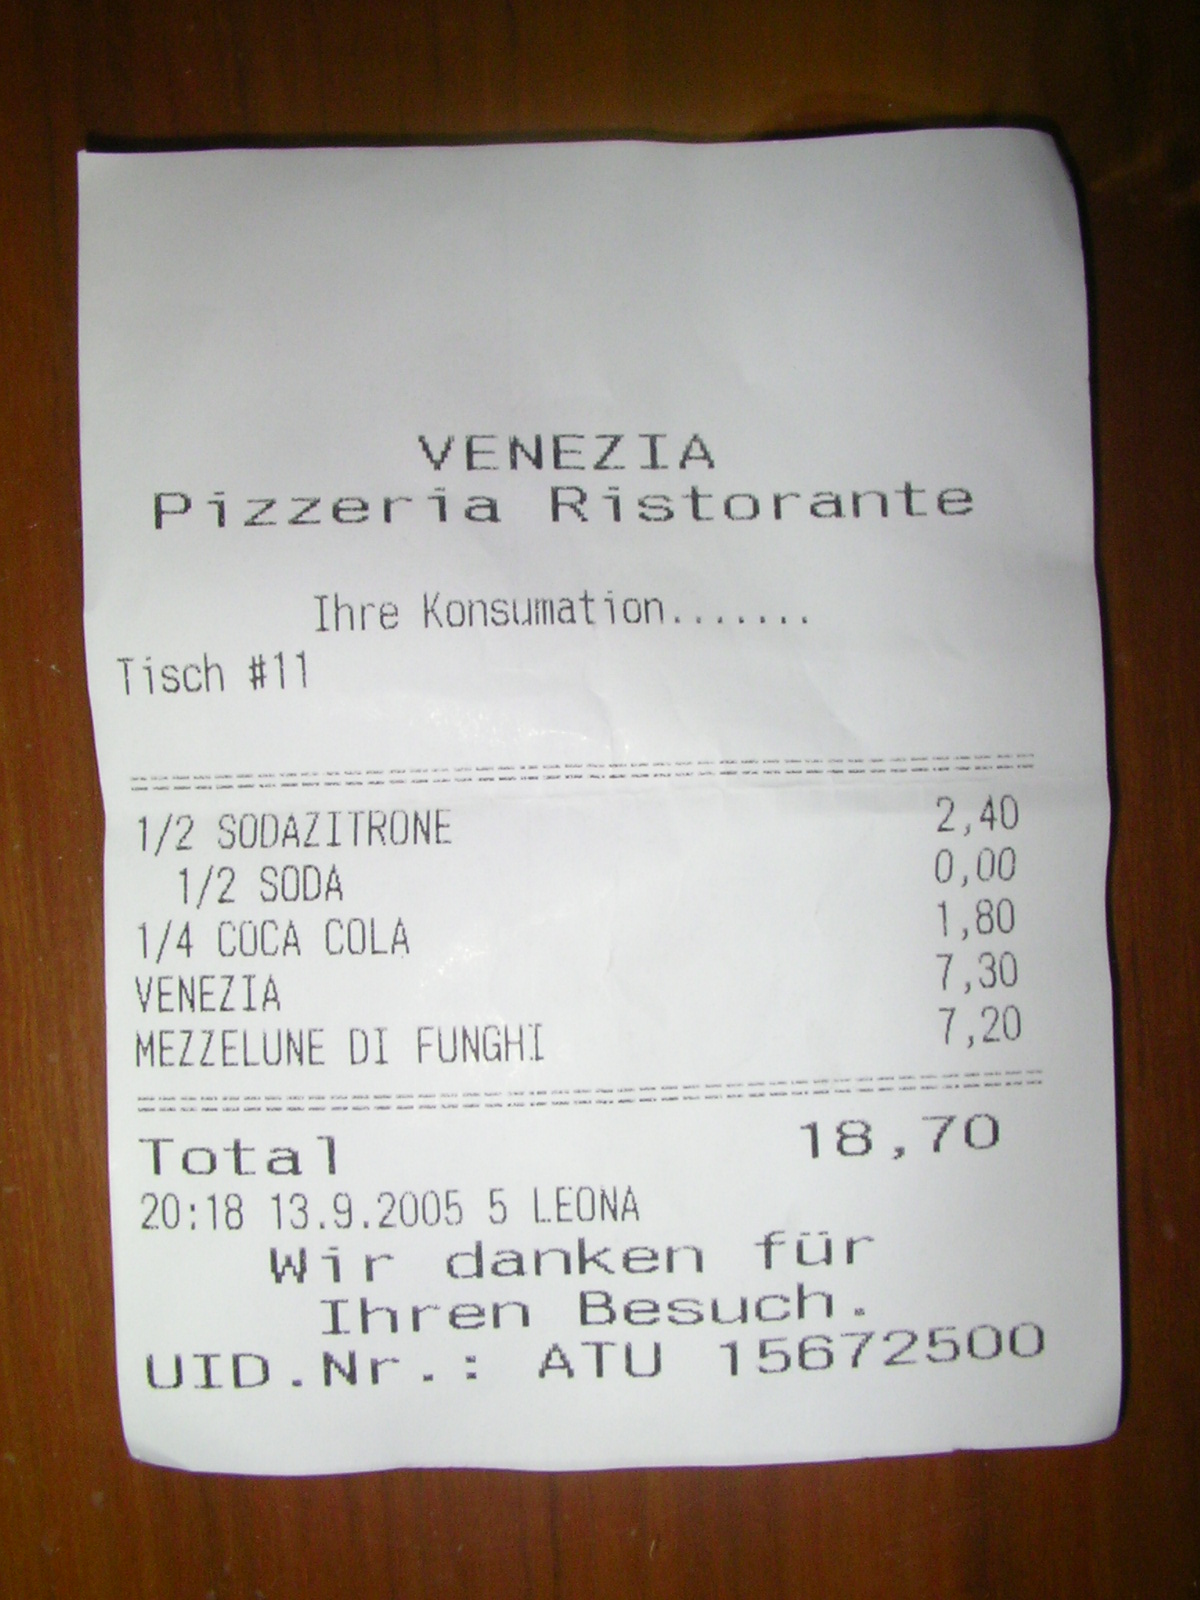 VENEZIA
Pizzeria Ristorante
Ihre Konsumation.......
Tisch #11
1/2 SODAZITRONE 2,40
1/2 SODA 0,00
1/4 COCA COLA 1,80
VENEZIA 7,30
MEZZELUNE DI FUNGHI 7,20
Total 18,70
20:18 13.9.2005 5 LEONA
Wir danken für
Ihren Besuch.
UID.Nr.: ATU 15672500